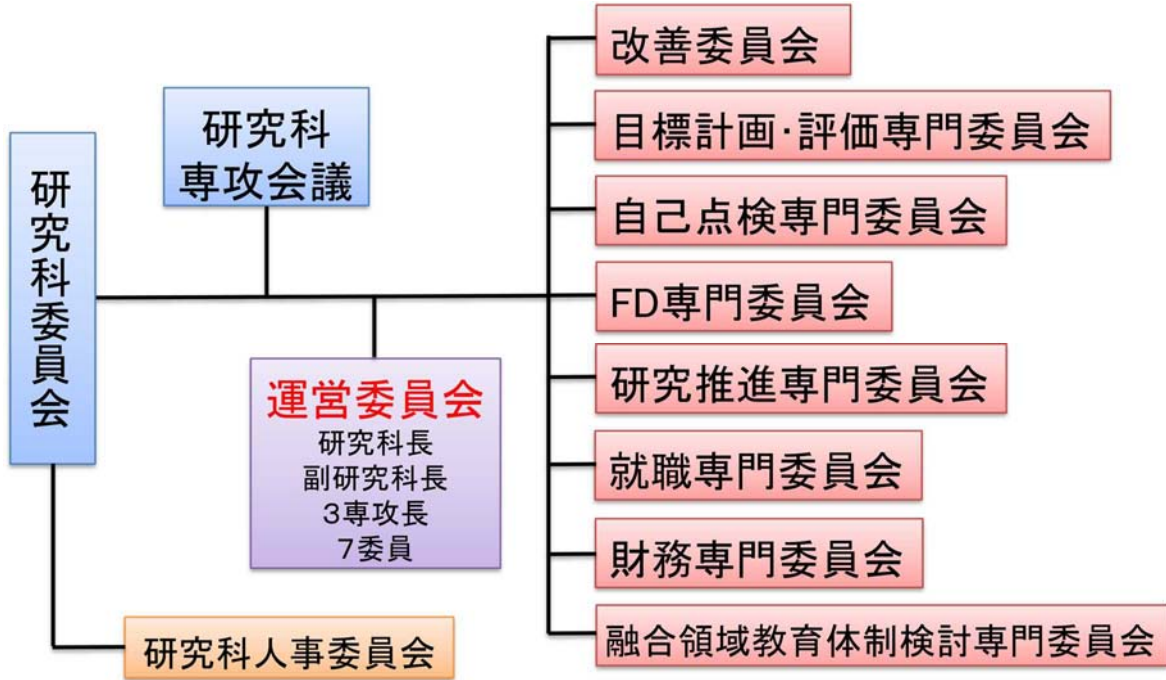 研究科委員会
研究科
専攻会議
運営委員会
研究科長
副研究科長
3専攻長
7委員
研究科人事委員会
改善委員会
目標計画・評価専門委員会
自己点検専門委員会
FD専門委員会
研究推進専門委員会
就職専門委員会
財務専門委員会
融合領域教育体制検討専門委員会